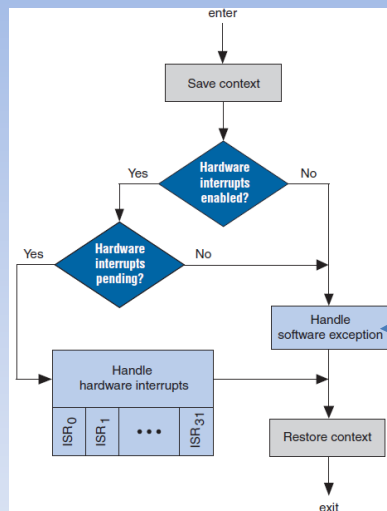 enter
Save context
Hardware
interrupts
enabled?
Yes
No
Hardware
interrupts
pending?
Yes
No
Handle
software exception
Handle
hardware interrupts
ISR0
ISR1
•••
ISR31
Restore context
exit